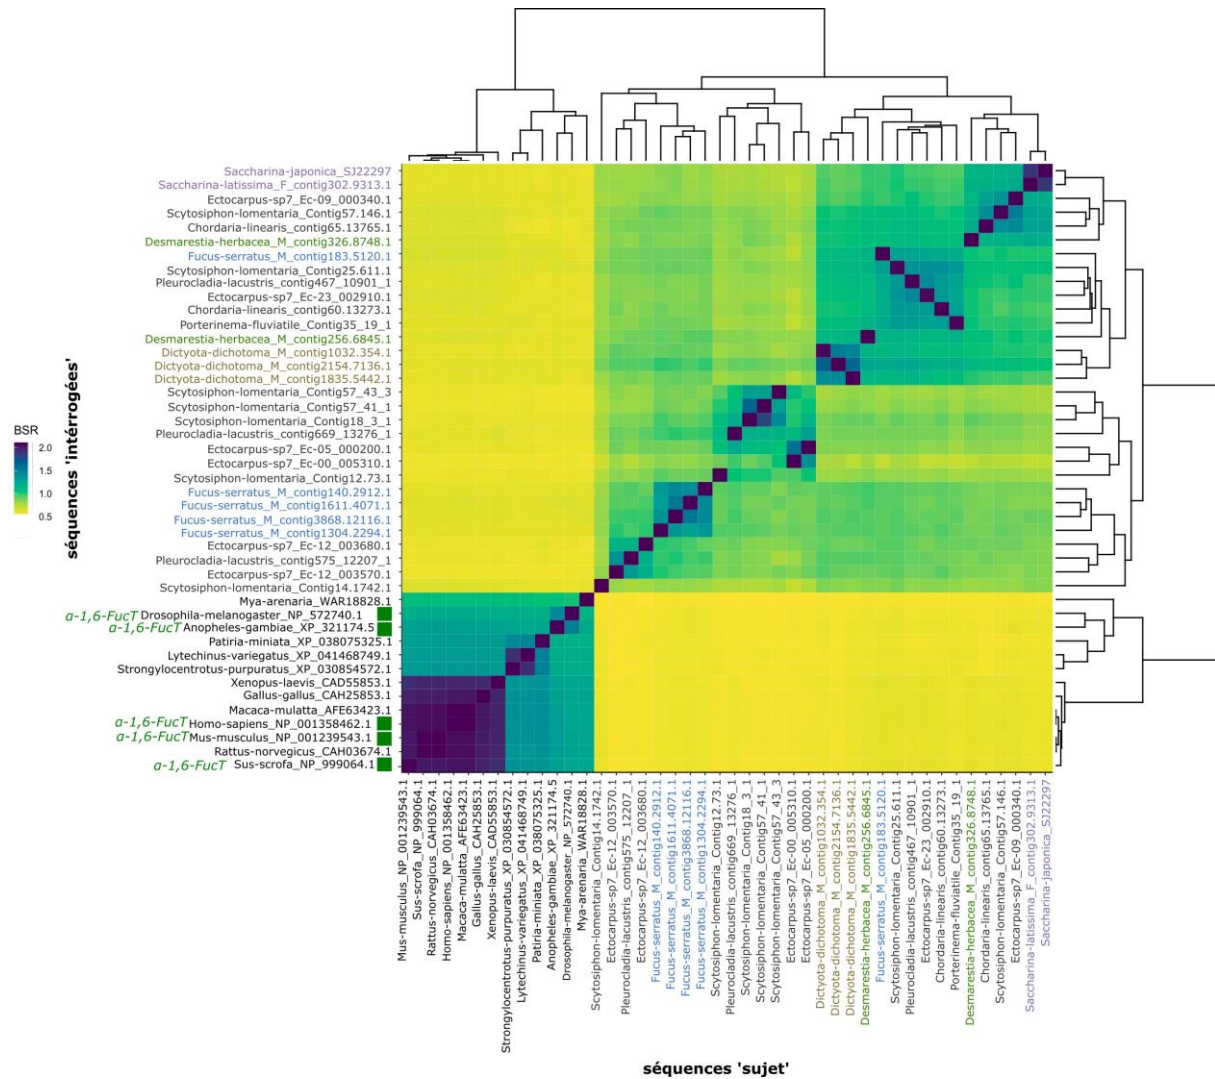 Saccharina-japonica_SJ22297
Saccharina-latissima_F_contig302.9313.1
Ectocarpus-sp7_Ec-09_000340.1
Scytosiphon-lomentaria_Contig57.146.1
Chordaria-linearis_contig65.13765.1
Desmarestia-herbacea_M_contig326.8748.1
Fucus-serratus_M_contig183.5120.1
Scytosiphon-lomentaria_Contig25.611.1
Pleurocladia-lacustris_contig467_10901_1
Ectocarpus-sp7_Ec-23_002910.1
Chordaria-linearis_contig60.13273.1
Porterinema-fluviatile_Contig35_19_1
Desmarestia-herbacea_M_contig256.6845.1
Dictyota-dichotoma_M_contig1032.354.1
Dictyota-dichotoma_M_contig2154.7136.1
Dictyota-dichotoma_M_contig1835.5442.1
Scytosiphon-lomentaria_Contig57_43_3
Scytosiphon-lomentaria_Contig57_41_1
Scytosiphon-lomentaria_Contig18_3_1
Pleurocladia-lacustris_contig669_13276_1
Ectocarpus-sp7_Ec-05_000200.1
Ectocarpus-sp7_Ec-00_005310.1
Scytosiphon-lomentaria_Contig12.73.1
Fucus-serratus_M_contig140.2912.1
Fucus-serratus_M_contig1611.4071.1
Fucus-serratus_M_contig3868.12116.1
Fucus-serratus_M_contig1304.2294.1
Ectocarpus-sp7_Ec-12_003680.1
Pleurocladia-lacustris_contig575_12207_1
Ectocarpus-sp7_Ec-12_003570.1
Scytosiphon-lomentaria_Contig14.1742.1
Mya-arenaria_WAR18828.1
α-1,6-FucT Drosophila-melanogaster_NP_572740.1
α-1,6-FucT Anopheles-gambiae_XP_321174.5
Patiria-miniata_XP_038075325.1
Lytechinus-variegatus_XP_041468749.1
Strongylocentrotus-purpuratus_XP_030854572.1
Xenopus-laevis_CAD55853.1
Gallus-gallus_CAH25853.1
Macaca-mulatta_AFE63423.1
α-1,6-FucT Homo-sapiens_NP_001358462.1
α-1,6-FucT Mus-musculus_NP_001239543.1
Rattus-norvegicus_CAH03674.1
α-1,6-FucT Sus-scrofa_NP_999064.1
BSR
2.0
1.5
1.0
0.5
séquences 'intérrogées'
Mus-musculus_NP_001239543.1
Sus-scrofa_NP_999064.1
Rattus-norvegicus_CAH03674.1
Homo-sapiens_NP_001358462.1
Macaca-mulatta_AFE63423.1
Gallus-gallus_CAH25853.1
Xenopus-laevis_CAD55853.1
Strongylocentrotus-purpuratus_XP_030854572.1
Lytechinus-variegatus_XP_041468749.1
Patiria-miniata_XP_038075325.1
Anopheles-gambiae_XP_321174.5
Drosophila-melanogaster_NP_572740.1
Mya-arenaria_WAR18828.1
Scytosiphon-lomentaria_Contig14.1742.1
Ectocarpus-sp7_Ec-12_003570.1
Pleurocladia-lacustris_contig575_12207_1
Ectocarpus-sp7_Ec-12_003680.1
Fucus-serratus_M_contig140.2912.1
Fucus-serratus_M_contig1611.4071.1
Fucus-serratus_M_contig3868.12116.1
Fucus-serratus_M_contig1304.2294.1
Scytosiphon-lomentaria_Contig12.73.1
Pleurocladia-lacustris_contig669_13276_1
Scytosiphon-lomentaria_Contig18_3_1
Scytosiphon-lomentaria_Contig57_41_1
Scytosiphon-lomentaria_Contig57_43_3
Ectocarpus-sp7_Ec-00_005310.1
Ectocarpus-sp7_Ec-05_000200.1
Dictyota-dichotoma_M_contig1032.354.1
Dictyota-dichotoma_M_contig2154.7136.1
Dictyota-dichotoma_M_contig1835.5442.1
Desmarestia-herbacea_M_contig256.6845.1
Fucus-serratus_M_contig183.5120.1
Scytosiphon-lomentaria_Contig25.611.1
Pleurocladia-lacustris_contig467_10901_1
Ectocarpus-sp7_Ec-23_002910.1
Chordaria-linearis_contig60.13273.1
Porterinema-fluviatile_Contig35_19_1
Desmarestia-herbacea_M_contig326.8748.1
Chordaria-linearis_contig65.13765.1
Scytosiphon-lomentaria_Contig57.146.1
Ectocarpus-sp7_Ec-09_000340.1
Saccharina-latissima_F_contig302.9313.1
Saccharina-japonica_SJ22297
séquences 'sujet'